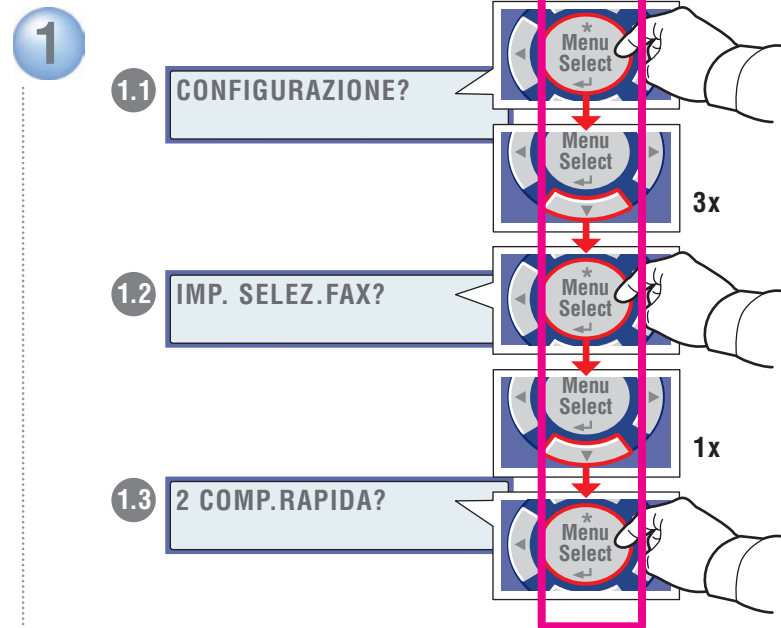 1
*
Menu
Select
1.1 CONFIGURAZIONE?
Menu
Select
3x
*
Menu
Select
1.2 IMP. SELEZ.FAX?
Menu
Select
1x
*
Menu
Select
1.3 2 COMP.RAPIDA?